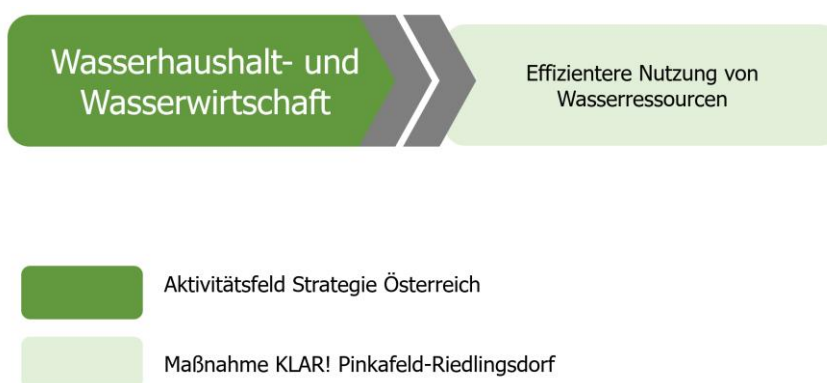 Wasserhaushalt- und
Wasserwirtschaft
Effizientere Nutzung von
Wasserressourcen
Aktivitätsfeld Strategie Österreich
Maßnahme KLAR! Pinkafeld-Riedlingsdorf